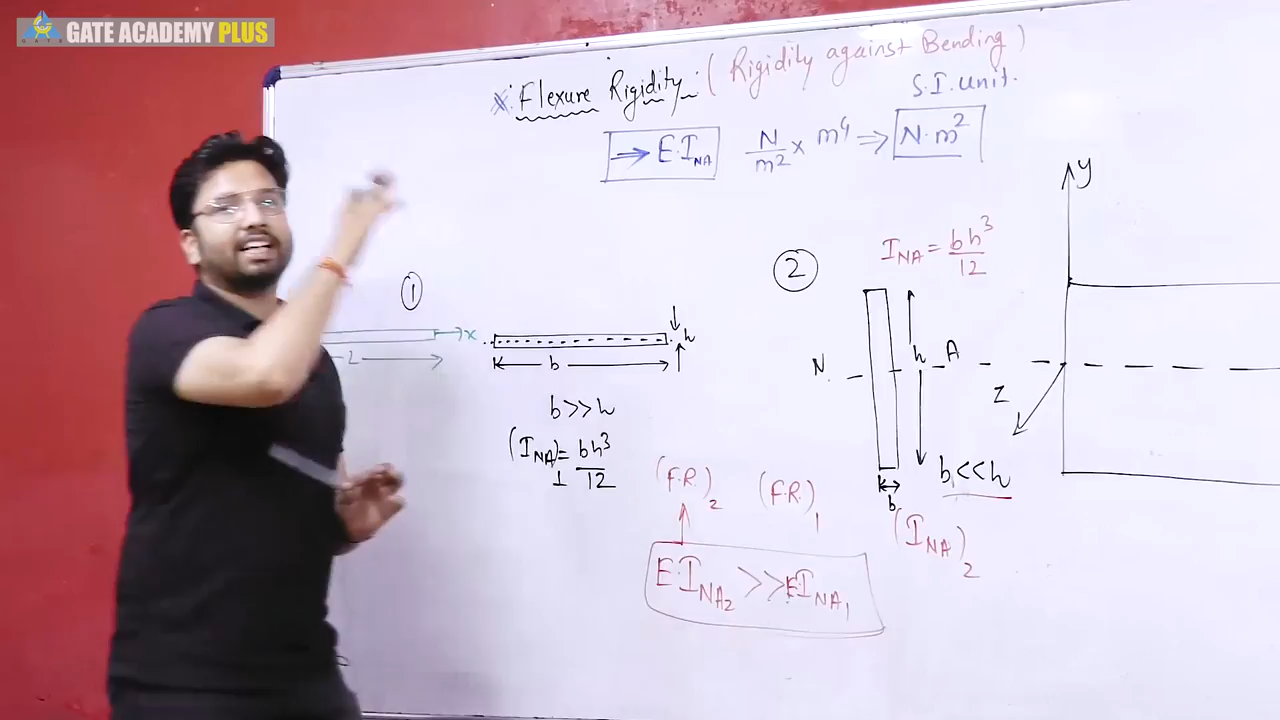 GATE ACADEMY PLUS
GATE
Flexure Rigidity : ( Rigidity against Bending )
S.I. unit.
→ E.I_NA N/m² × m⁴ ⇒ N·m²
y
①
②
I_NA = bh³/12
x
L
b
h
N
h
A
Z
b >> h
(I_NA)₁ = bh³/12
b << h
b
(F.R.)₂ (F.R.)₁
(I_NA)₂
E.I_NA₂ >> E.I_NA₁